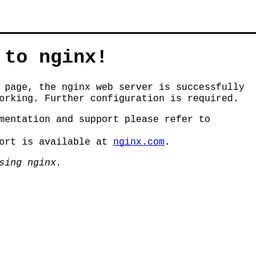 to nginx!
page, the nginx web server is successfully
orking. Further configuration is required.
mentation and support please refer to
ort is available at nginx.com.
sing nginx.